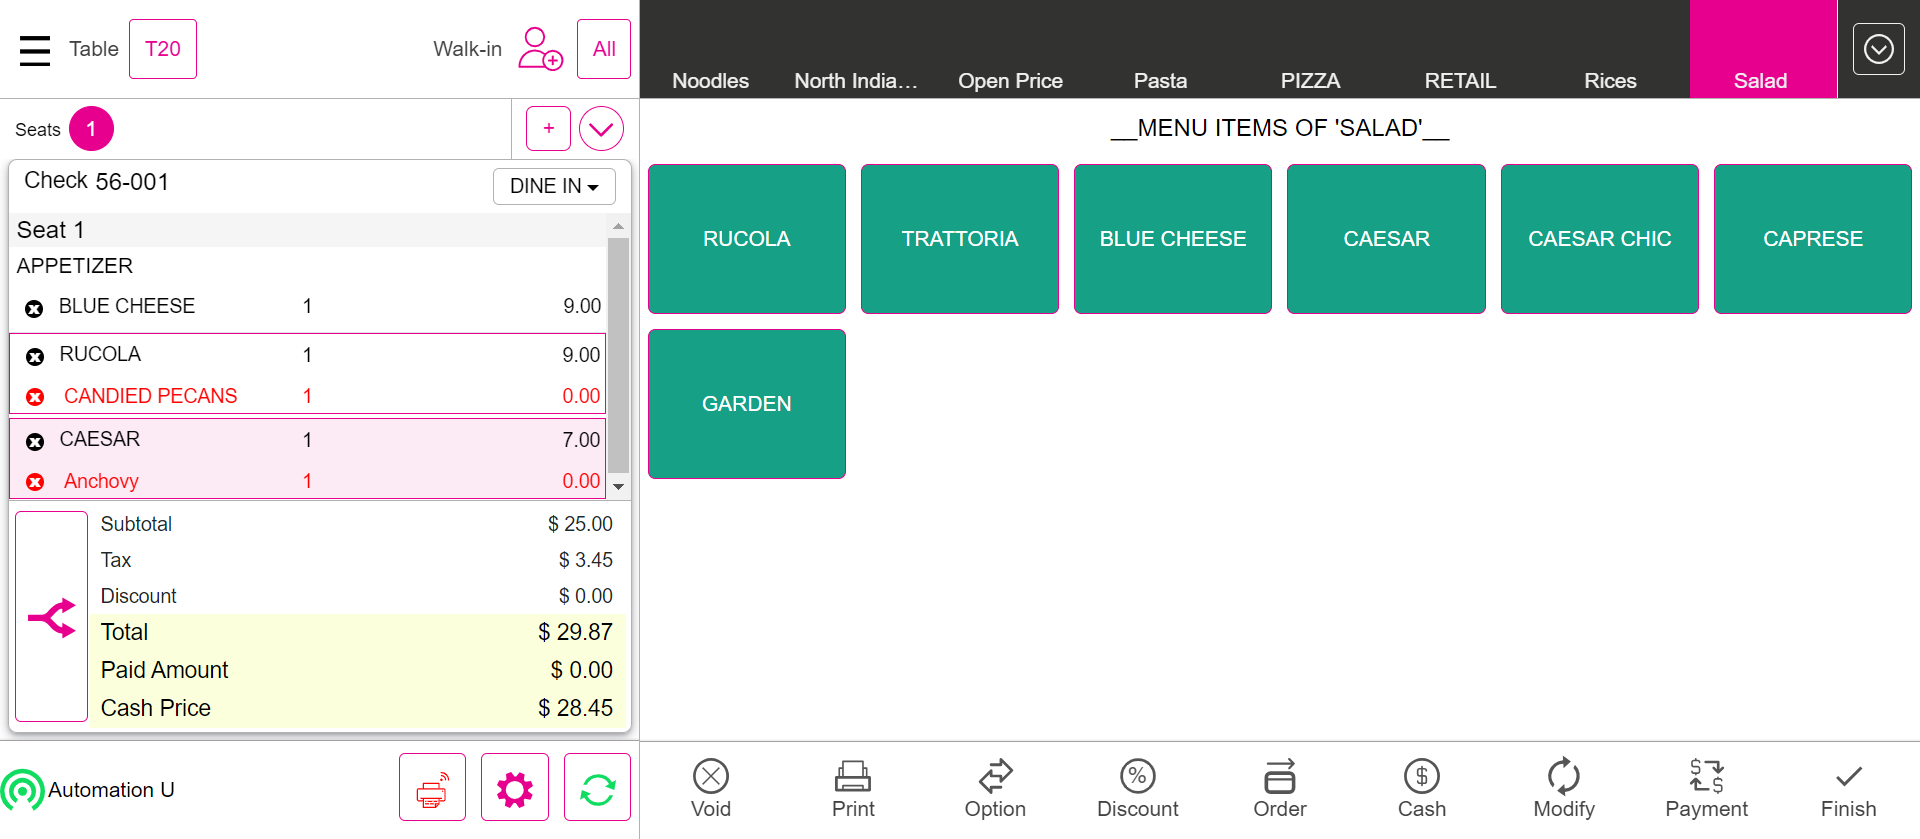 Table T20 Walk-in All
Noodles North India... Open Price Pasta PIZZA RETAIL Rices Salad
Seats 1 +
__MENU ITEMS OF 'SALAD'__
Check 56-001 DINE IN
Seat 1
APPETIZER
BLUE CHEESE 1 9.00
RUCOLA 1 9.00
CANDIED PECANS 1 0.00
CAESAR 1 7.00
Anchovy 1 0.00
Subtotal $ 25.00
Tax $ 3.45
Discount $ 0.00
Total $ 29.87
Paid Amount $ 0.00
Cash Price $ 28.45
RUCOLA TRATTORIA BLUE CHEESE CAESAR CAESAR CHIC CAPRESE
GARDEN
Automation U
Void Print Option Discount Order Cash Modify Payment Finish